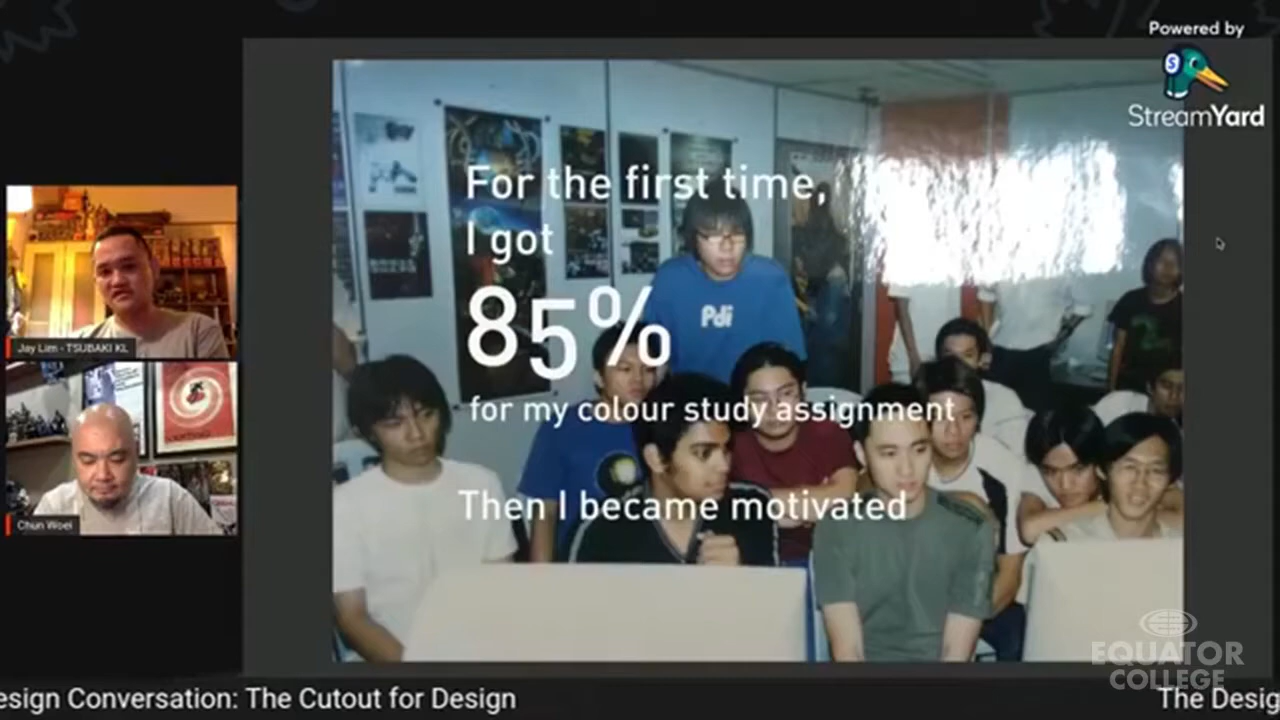 Powered by
StreamYard
For the first time,
I got
85%
for my colour study assignment
Then I became motivated
Pdi
Jay Lim - TSUBAKI KL
Chun Woei
EQUATOR
COLLEGE
esign Conversation: The Cutout for Design
The Desig